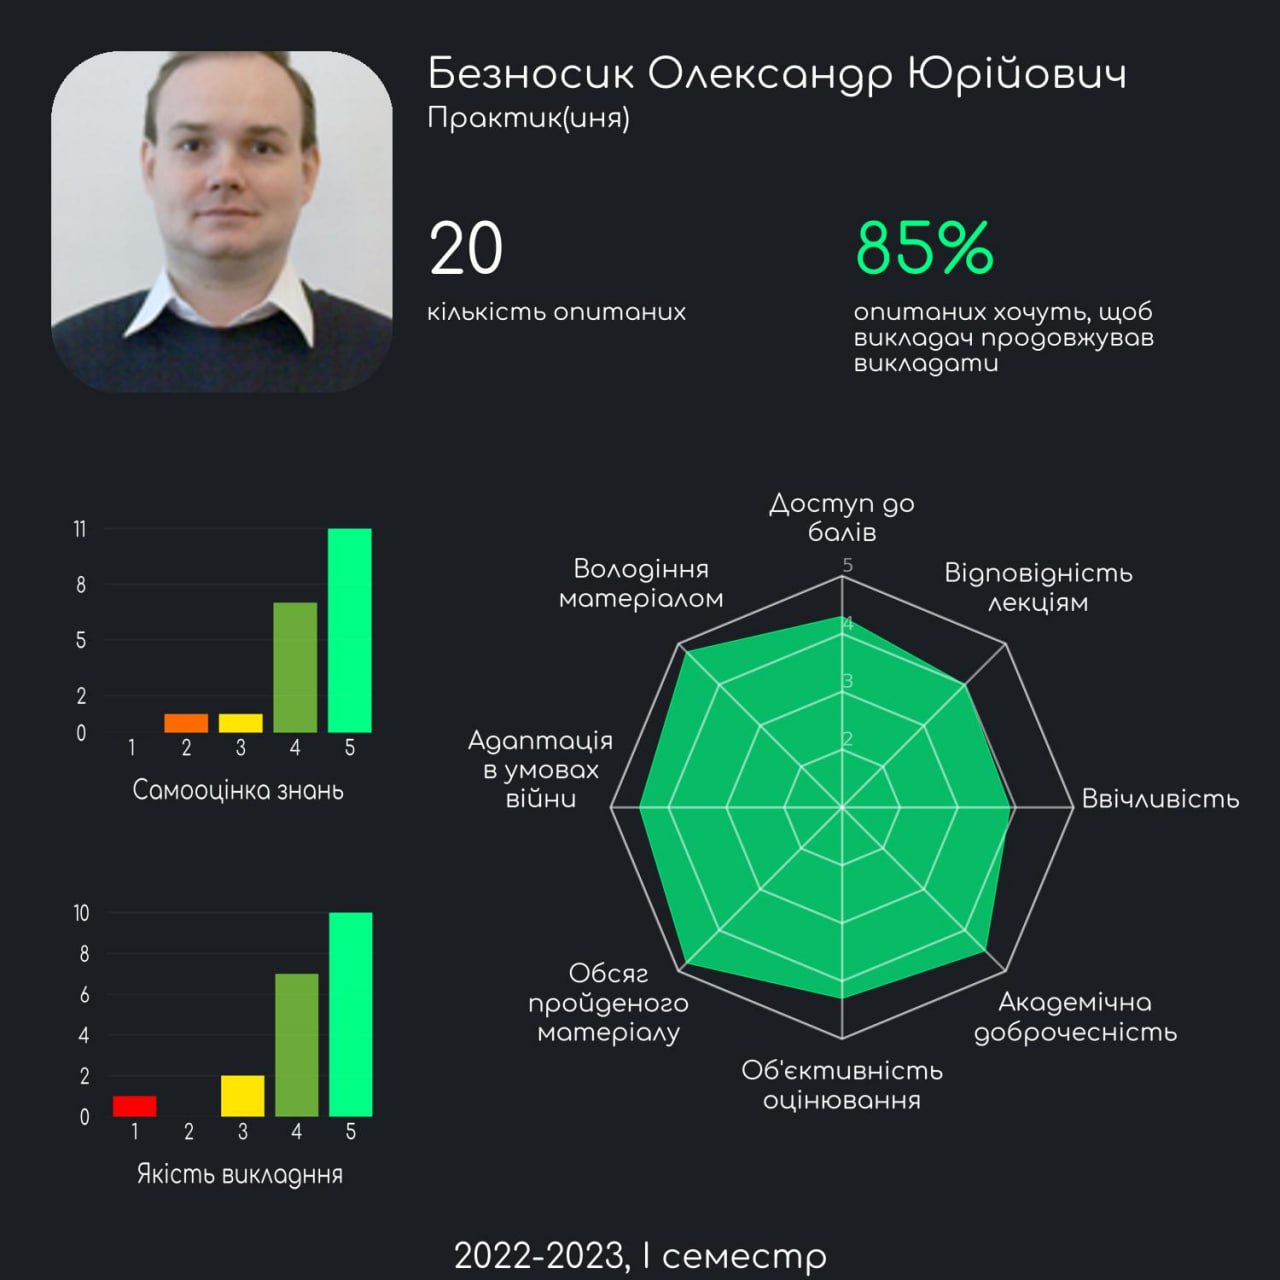 Безносик Олександр Юрійович
Практик(иня)
20
кількість опитаних
85%
опитаних хочуть, щоб
викладач продовжував
викладати
11
8
5
2
0
1 2 3 4 5
Самооцінка знань
10
8
6
4
2
0
1 2 3 4 5
Якість викладння
Доступ до
балів
Відповідність
лекціям
Ввічливість
Академічна
доброчесність
Об'єктивність
оцінювання
Обсяг
пройденого
матеріалу
Адаптація
в умовах
війни
Володіння
матеріалом
5
4
3
2
2022-2023, І семестр